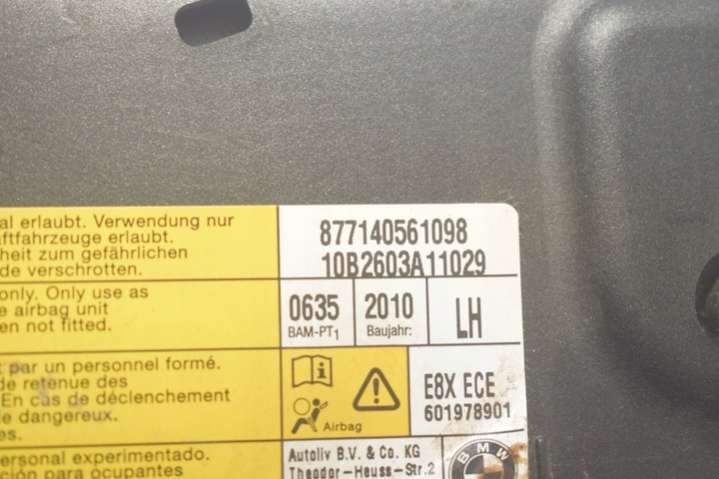 al erlaubt. Verwendung nur
ftfahrzeuge erlaubt.
heit zum gefährlichen
de verschrotten.
877140561098
10B2603A11029
only. Only use as
e airbag unit
en not fitted.
0635
BAM-PT1
2010
Baujahr:
LH
par un personnel formé.
de retenue des
En cas de déclenchement
e dangereux.
es.
Airbag
E8X ECE
601978901
personal experimentado.
ción para ocupantes
Autoliv B.V. & Co. KG
Theodor-Heuss-Str.2
BMW